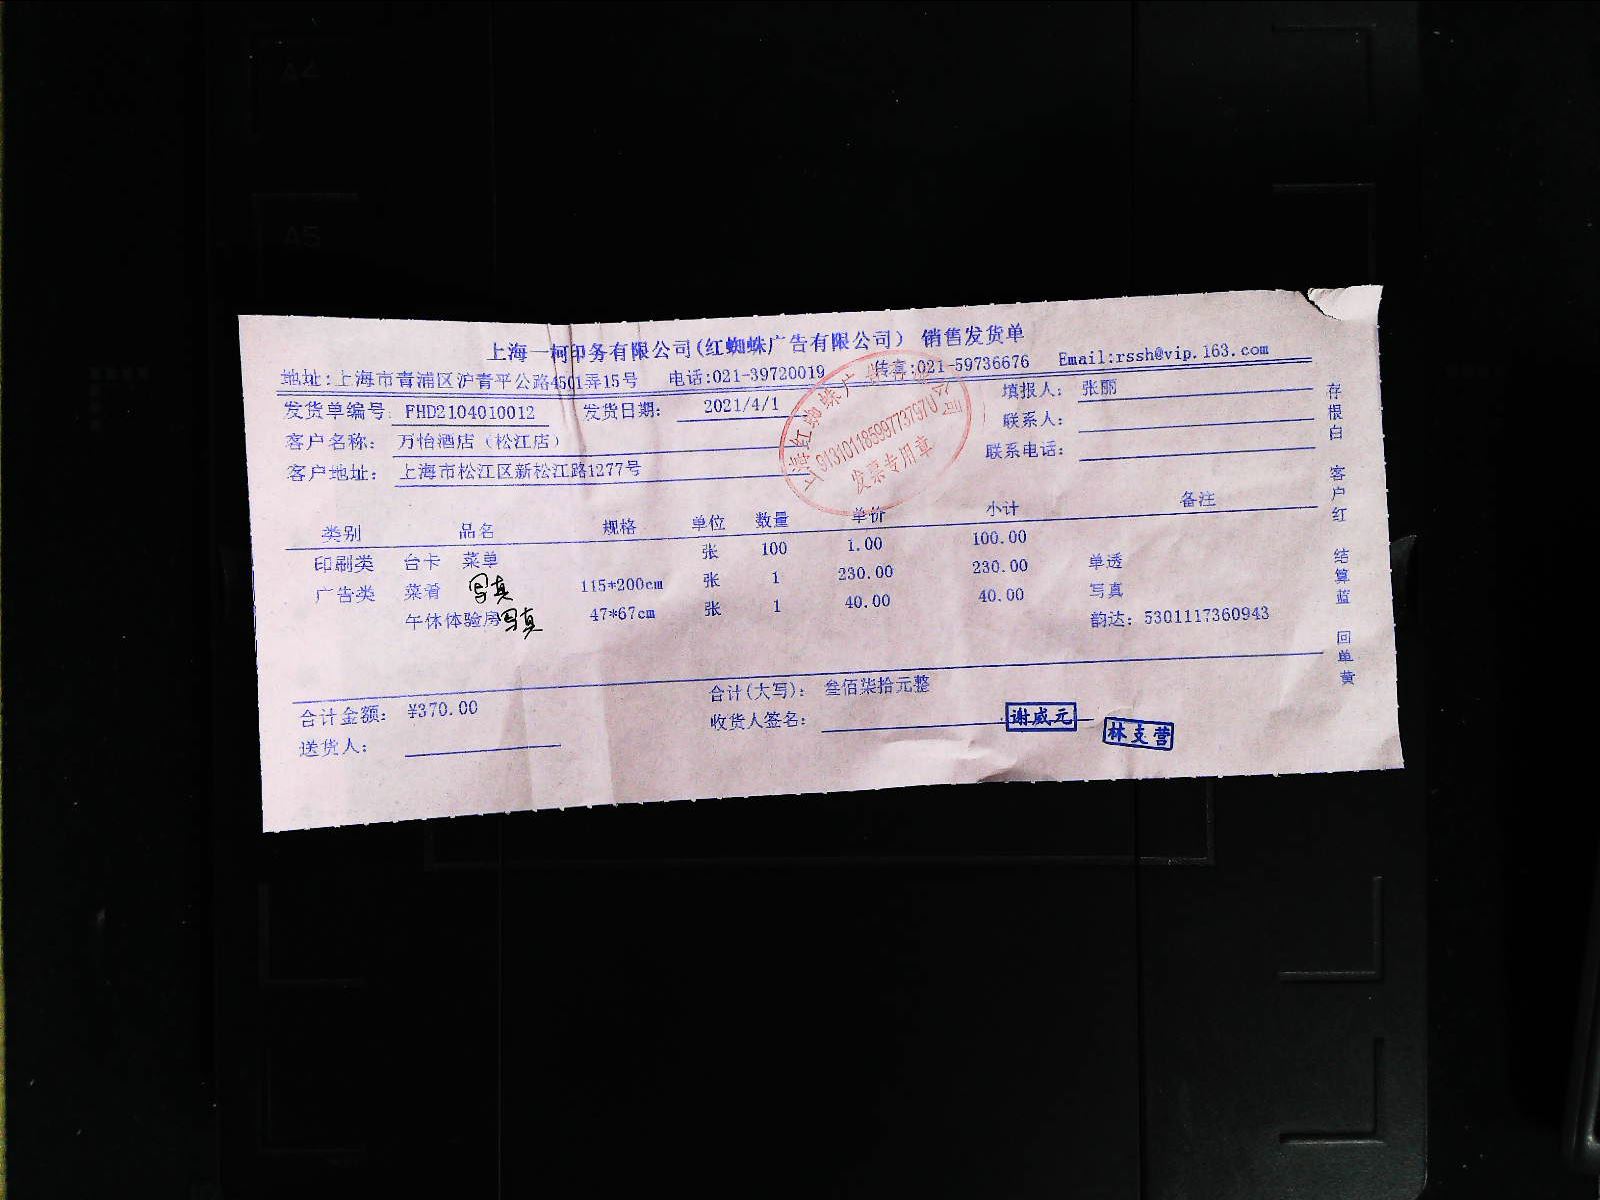 上海一柯印务有限公司(红蜘蛛广告有限公司) 销售发货单
地址:上海市青浦区沪青平公路4501弄15号 电话:021-39720019 传真:021-59736676 Email:rssh@vip.163.com
发货单编号: FHD2104010012 发货日期: 2021/4/1 填报人: 张丽
客户名称: 万怡酒店(松江店) 联系人:
客户地址: 上海市松江区新松江路1277号 联系电话:
类别 品名 规格 单位 数量 单价 小计 备注
印刷类 台卡 菜单 张 100 1.00 100.00
广告类 菜肴 写真 115*200cm 张 1 230.00 230.00 单透
午休体验房写真 47*67cm 张 1 40.00 40.00 写真
韵达: 5301117360943
合计金额: ¥370.00 合计(大写): 叁佰柒拾元整
送货人: 收货人签名: 谢威元 林支营
存根白 客户红 结算蓝 回单黄
发票专用章